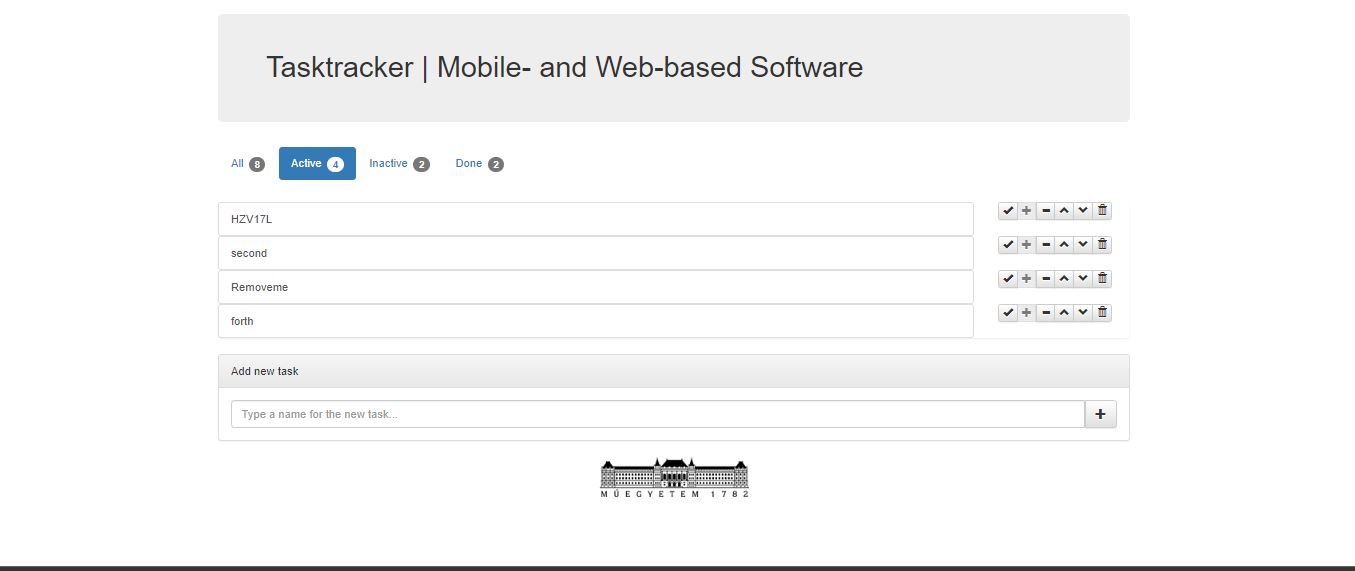 Tasktracker | Mobile- and Web-based Software
All 8 Active 4 Inactive 2 Done 2
HZV17L
second
Removeme
forth
Add new task
Type a name for the new task...
MŰEGYETEM 1782